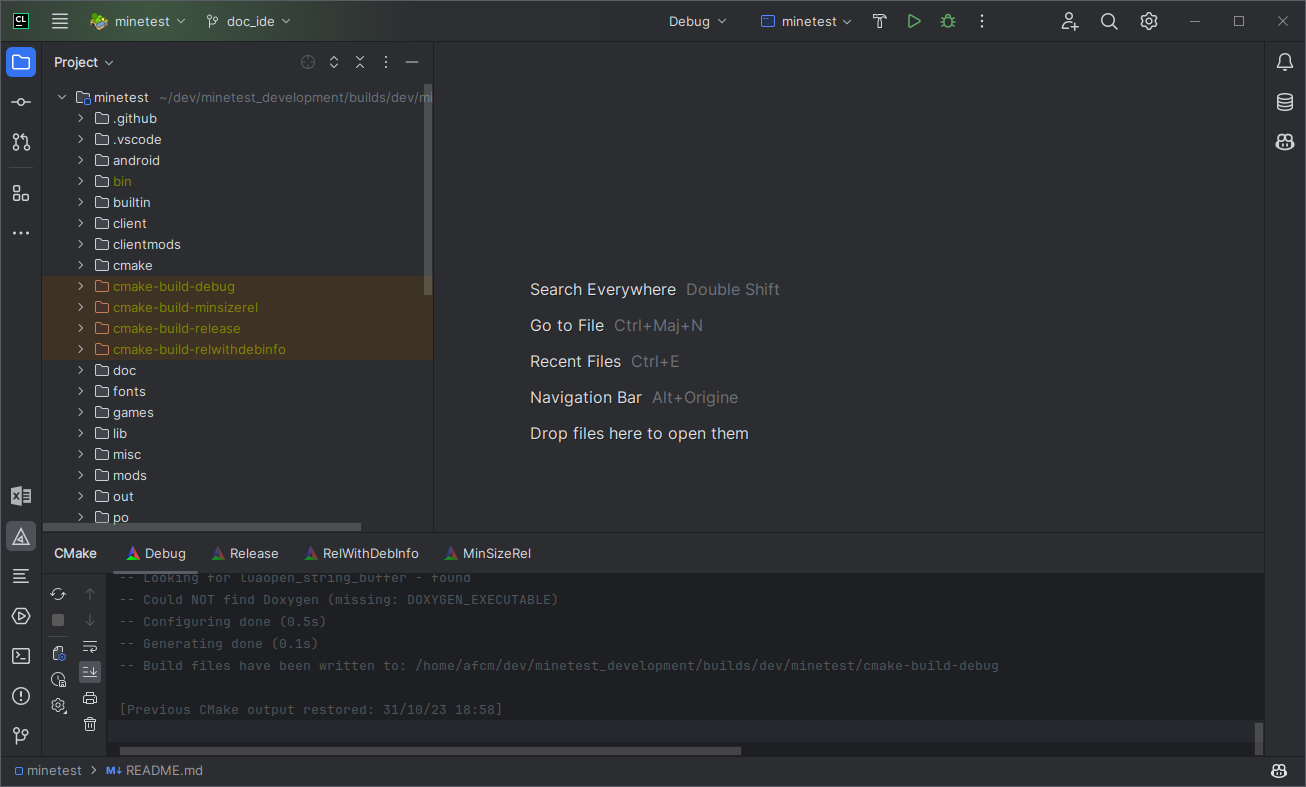 CL minetest doc_ide Debug minetest
Project
minetest ~/dev/minetest_development/builds/dev/mi
.github
.vscode
android
bin
builtin
client
clientmods
cmake
cmake-build-debug
cmake-build-minsizerel
cmake-build-release
cmake-build-relwithdebinfo
doc
fonts
games
lib
misc
mods
out
po
Search Everywhere Double Shift
Go to File Ctrl+Maj+N
Recent Files Ctrl+E
Navigation Bar Alt+Origine
Drop files here to open them
CMake Debug Release RelWithDebInfo MinSizeRel
-- Looking for luaopen_string_buffer - found
-- Could NOT find Doxygen (missing: DOXYGEN_EXECUTABLE)
-- Configuring done (0.5s)
-- Generating done (0.1s)
-- Build files have been written to: /home/afcm/dev/minetest_development/builds/dev/minetest/cmake-build-debug
[Previous CMake output restored: 31/10/23 18:58]
minetest > M↓ README.md